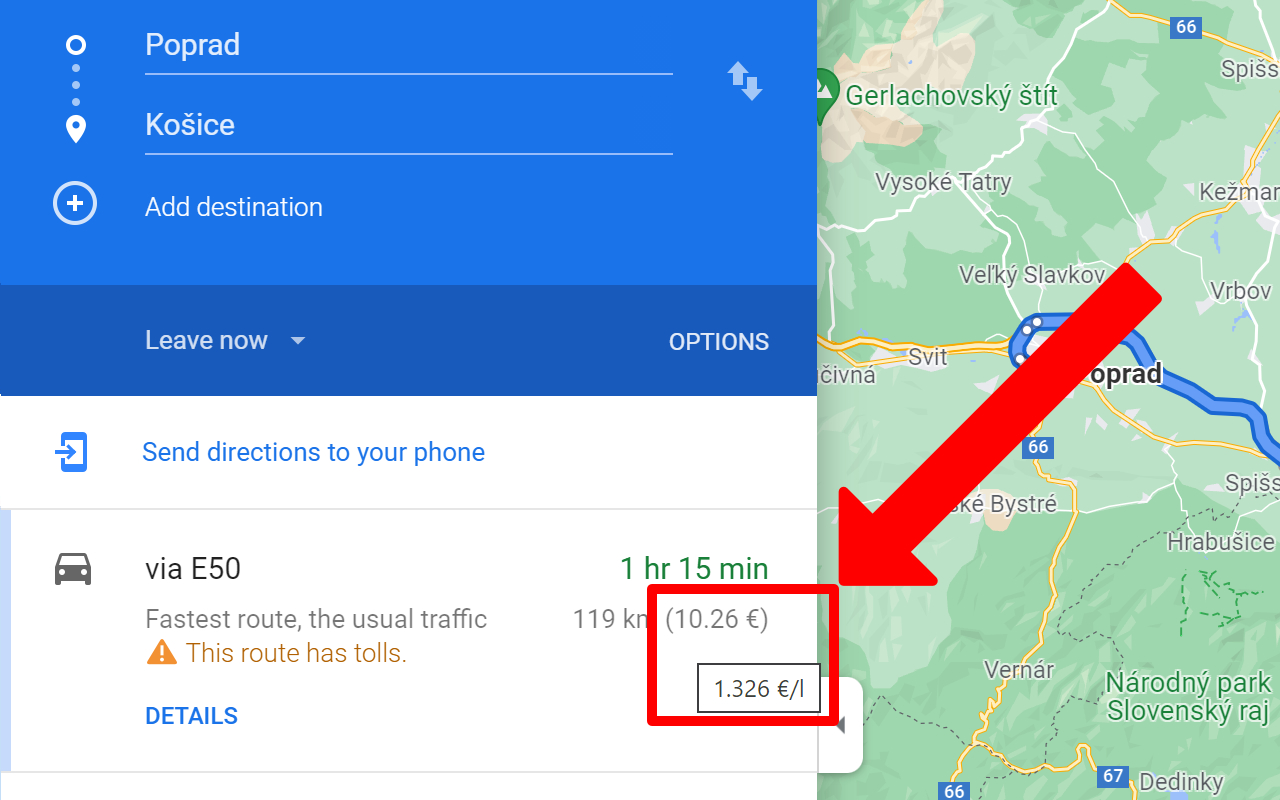 Poprad
Košice
Add destination
Leave now
OPTIONS
Send directions to your phone
via E50
1 hr 15 min
Fastest route, the usual traffic
119 km (10.26 €)
This route has tolls.
1.326 €/l
DETAILS
66
Spišs
Gerlachovský štít
Vysoké Tatry
Kežmar
Veľký Slavkov
Vrbov
Svit
čivná
oprad
66
Spišs
ské Bystré
Hrabušice
Vernár
Národný park
Slovenský raj
67
Dedinky
66